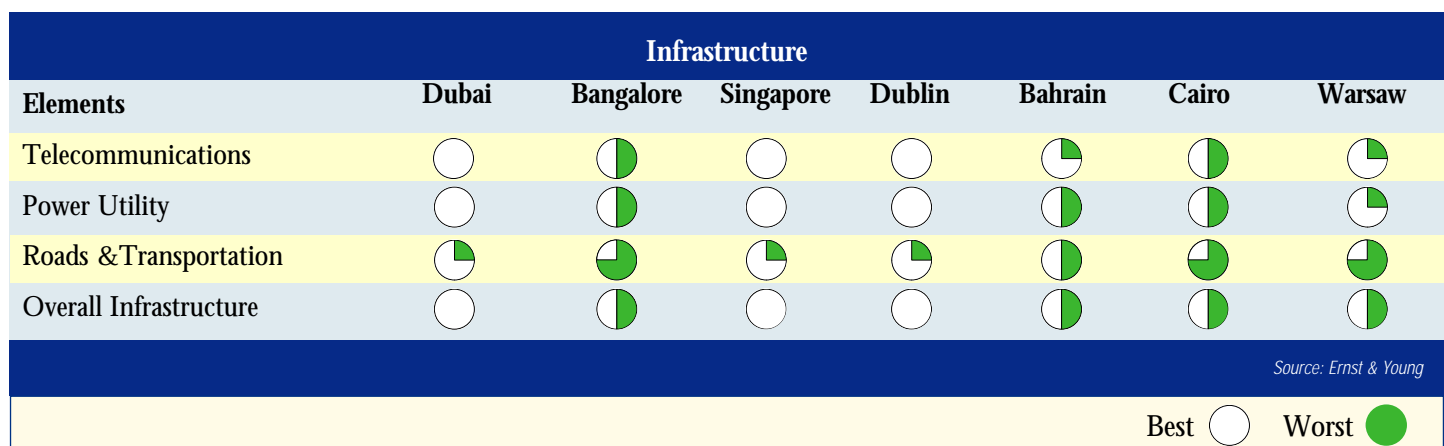 Infrastructure
Elements Dubai Bangalore Singapore Dublin Bahrain Cairo Warsaw
Telecommunications
Power Utility
Roads &Transportation
Overall Infrastructure
Source: Ernst & Young
Best Worst